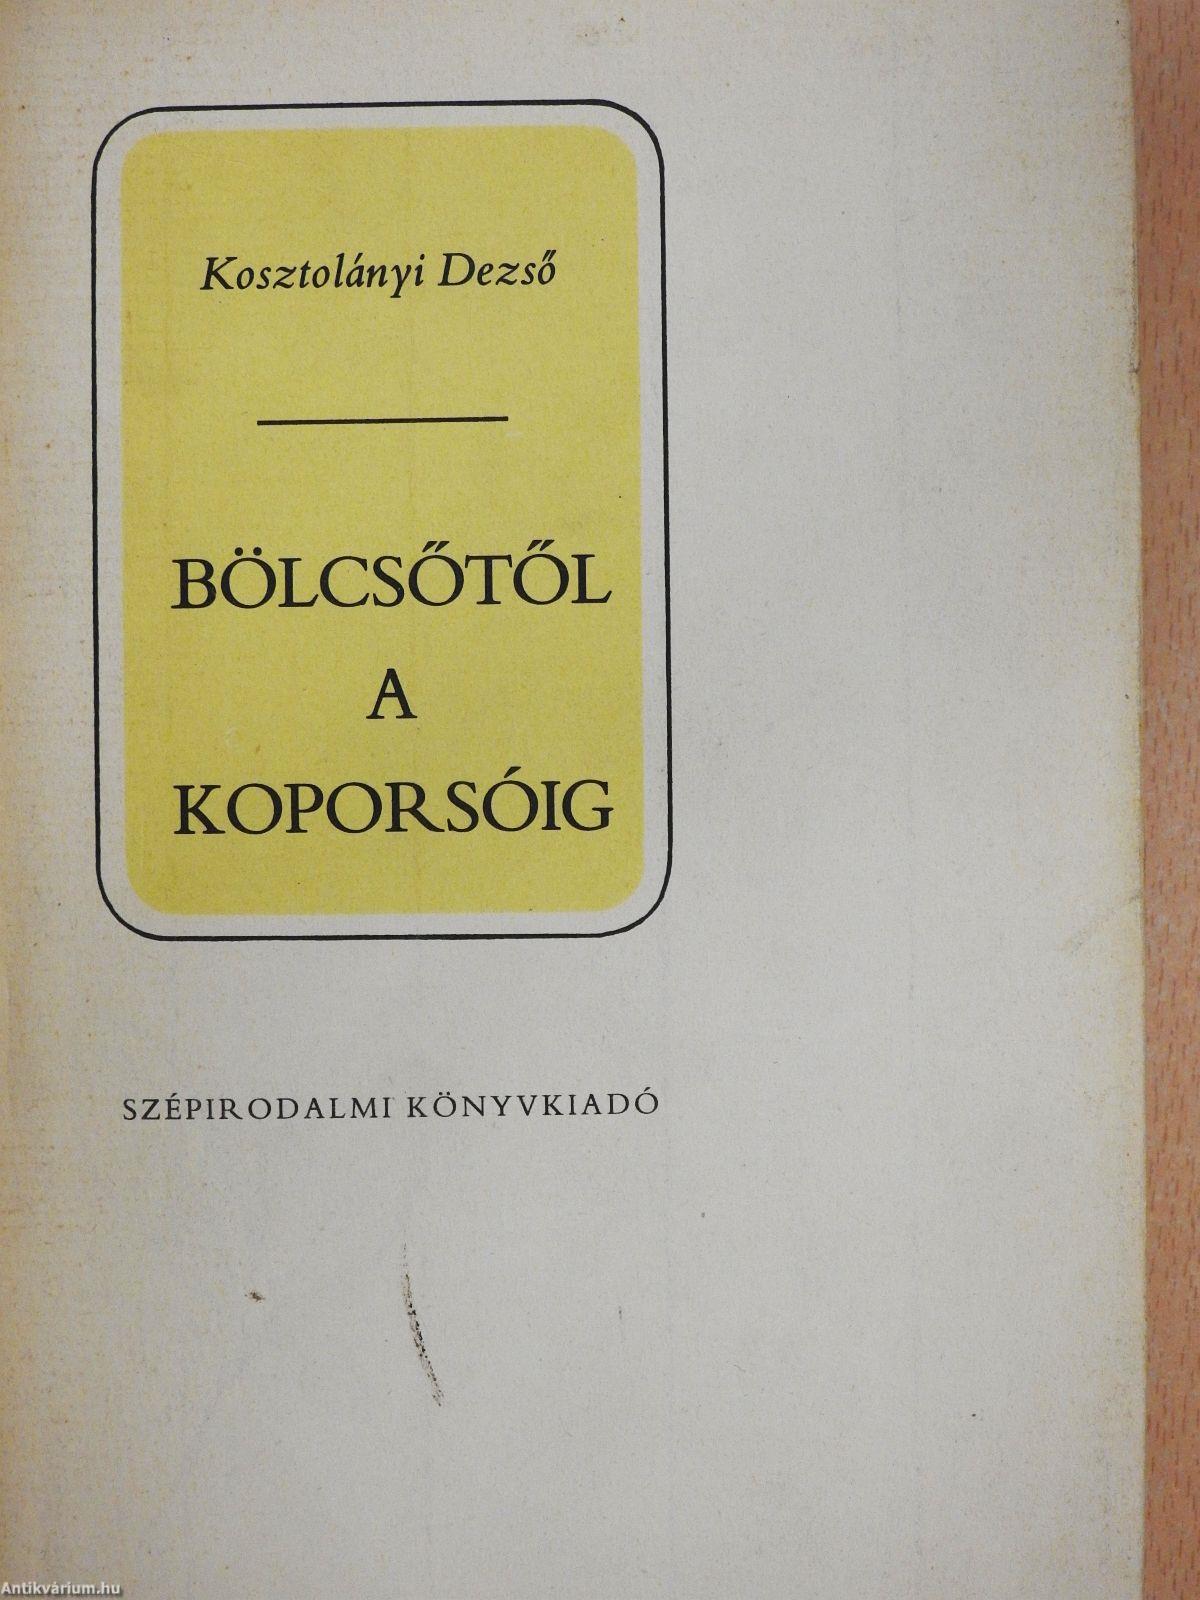 Kosztolányi Dezső
BÖLCSŐTŐL
A
KOPORSÓIG
SZÉPIRODALMI KÖNYVKIADÓ
Antikvárium.hu